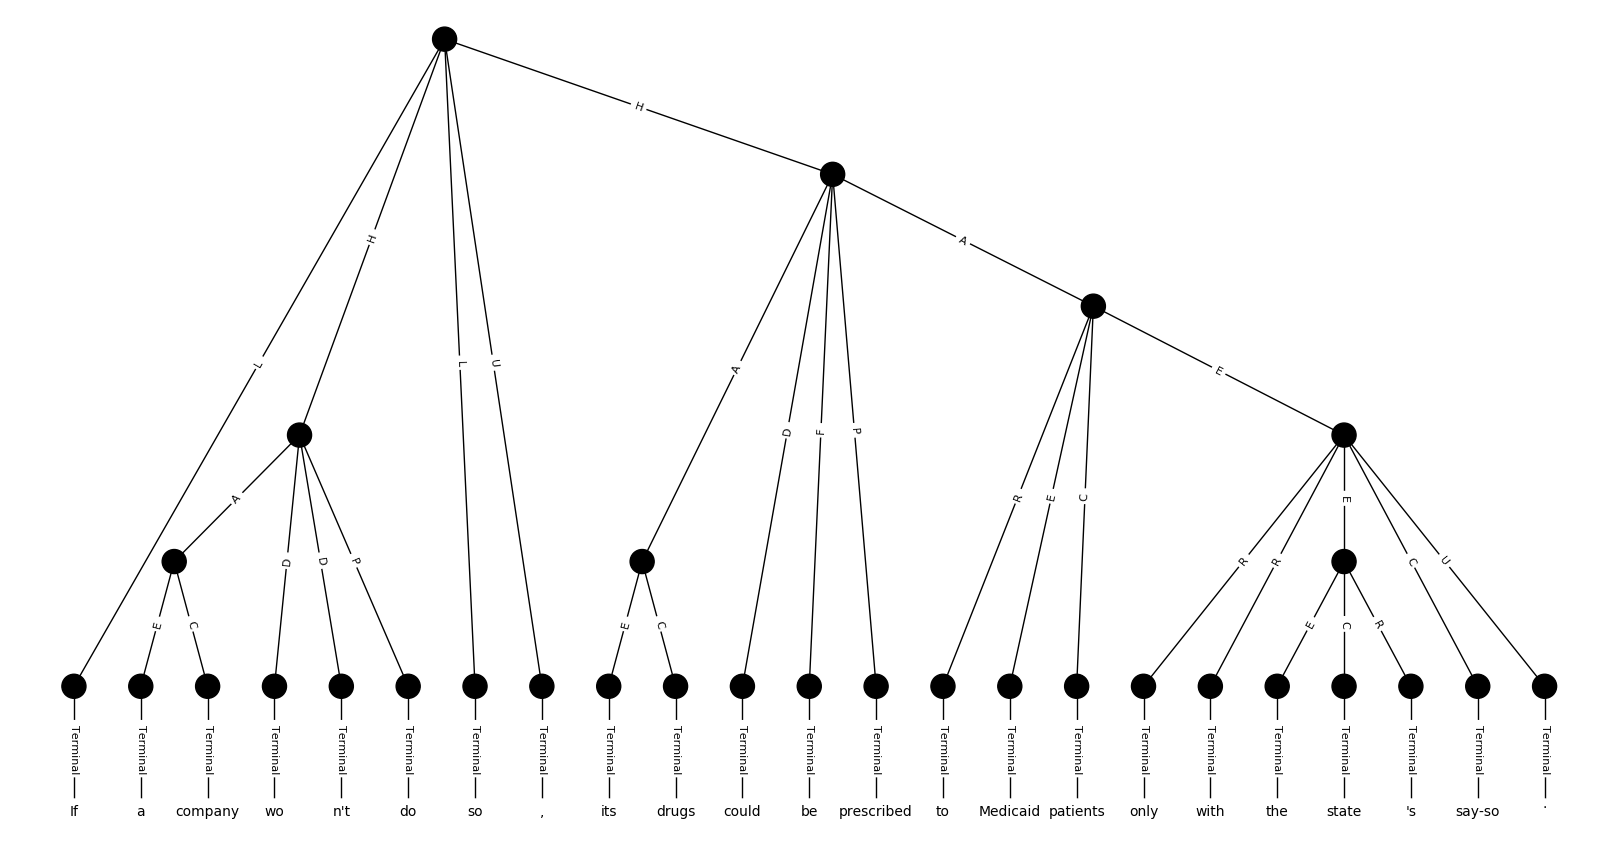 H
A
L H
E
L U A D F P
A R E C E
D D P R R C U
E C E C E C R
Terminal Terminal Terminal Terminal Terminal Terminal Terminal Terminal Terminal Terminal Terminal Terminal Terminal Terminal Terminal Terminal Terminal Terminal Terminal Terminal Terminal Terminal Terminal
If a company wo n't do so , its drugs could be prescribed to Medicaid patients only with the state 's say-so .